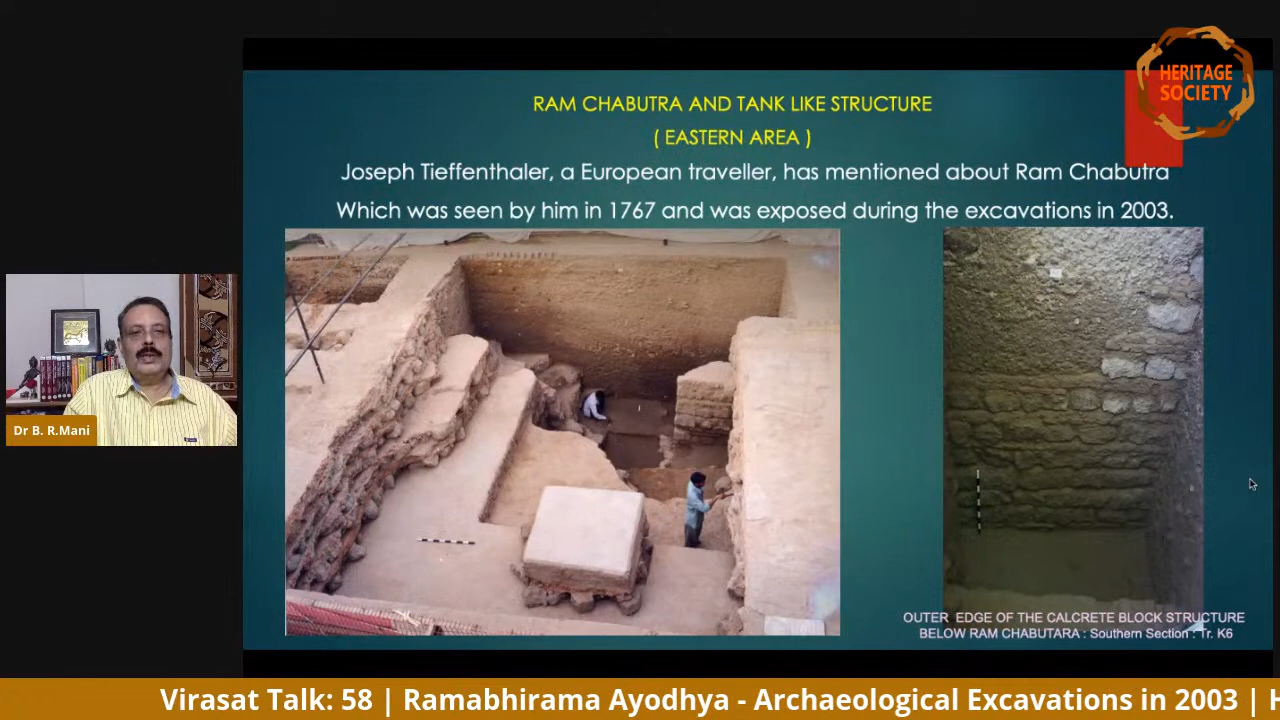 HERITAGE
SOCIETY
RAM CHABUTRA AND TANK LIKE STRUCTURE
( EASTERN AREA )
Joseph Tieffenthaler, a European traveller, has mentioned about Ram Chabutra
Which was seen by him in 1767 and was exposed during the excavations in 2003.
Dr B. R.Mani
OUTER EDGE OF THE CALCRETE BLOCK STRUCTURE
BELOW RAM CHABUTARA : Southern Section : Tr. K6
Virasat Talk: 58 | Ramabhirama Ayodhya - Archaeological Excavations in 2003 | H